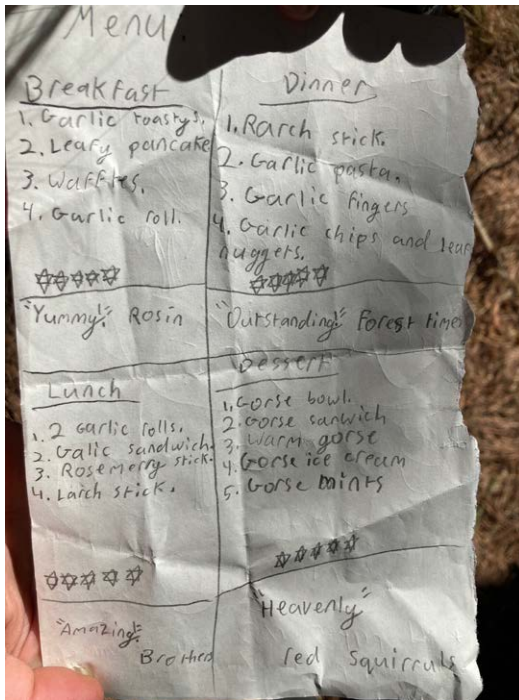 Menu
Breakfast
1. Garlic roastys.
2. Leafy pancake
3. Waffles.
4. Garlic roll.
"Yummy!" Rosin
Dinner
1. Rarch stick.
2. Garlic pasta.
3. Garlic fingers
4. Garlic chips and leaf
nuggers.
"Outstanding!" Forest times
Lunch
1. 2 Garlic rolls.
2. Galic sandwich.
3. Rosemerry stick.
4. Larch stick.
"Amazing!"
Brothers
Dessert
1. Gorse bowl.
2. Gorse sanwich
3. Warm gorse
4. Gorse ice cream
5. Gorse mints
"Heavenly"
red squirruls